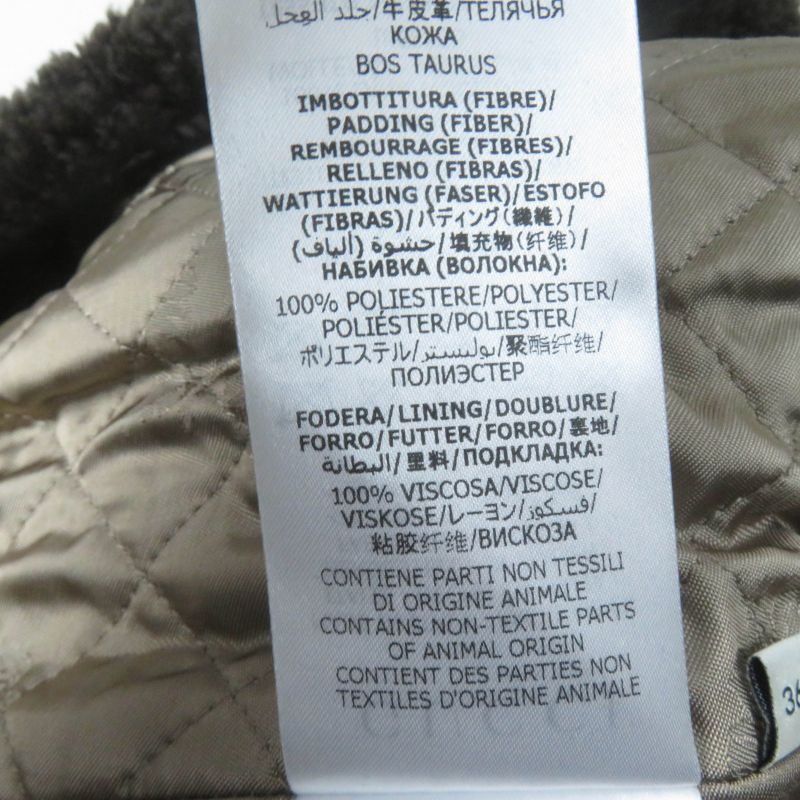 جلد العجل/牛皮革/ТЕЛЯЧЬЯ
КОЖА
BOS TAURUS
IMBOTTITURA (FIBRE)/
PADDING (FIBER)/
REMBOURRAGE (FIBRES)/
RELLENO (FIBRAS)/
WATTIERUNG (FASER)/ESTOFO
(FIBRAS)/パディング(繊維)/
حشوة (ألياف)/填充物(纤维)/
НАБИВКА (ВОЛОКНА):
100% POLIESTERE/POLYESTER/
POLIÉSTER/POLIESTER/
ポリエステル/بوليستر/聚酯纤维/
ПОЛИЭСТЕР
FODERA/LINING/DOUBLURE/
FORRO/FUTTER/FORRO/裏地/
البطانة/里料/ПОДКЛАДКА:
100% VISCOSA/VISCOSE/
VISKOSE/レーヨン/فسكوز/
粘胶纤维/ВИСКОЗА
CONTIENE PARTI NON TESSILI
DI ORIGINE ANIMALE
CONTAINS NON-TEXTILE PARTS
OF ANIMAL ORIGIN
CONTIENT DES PARTIES NON
TEXTILES D'ORIGINE ANIMALE
36